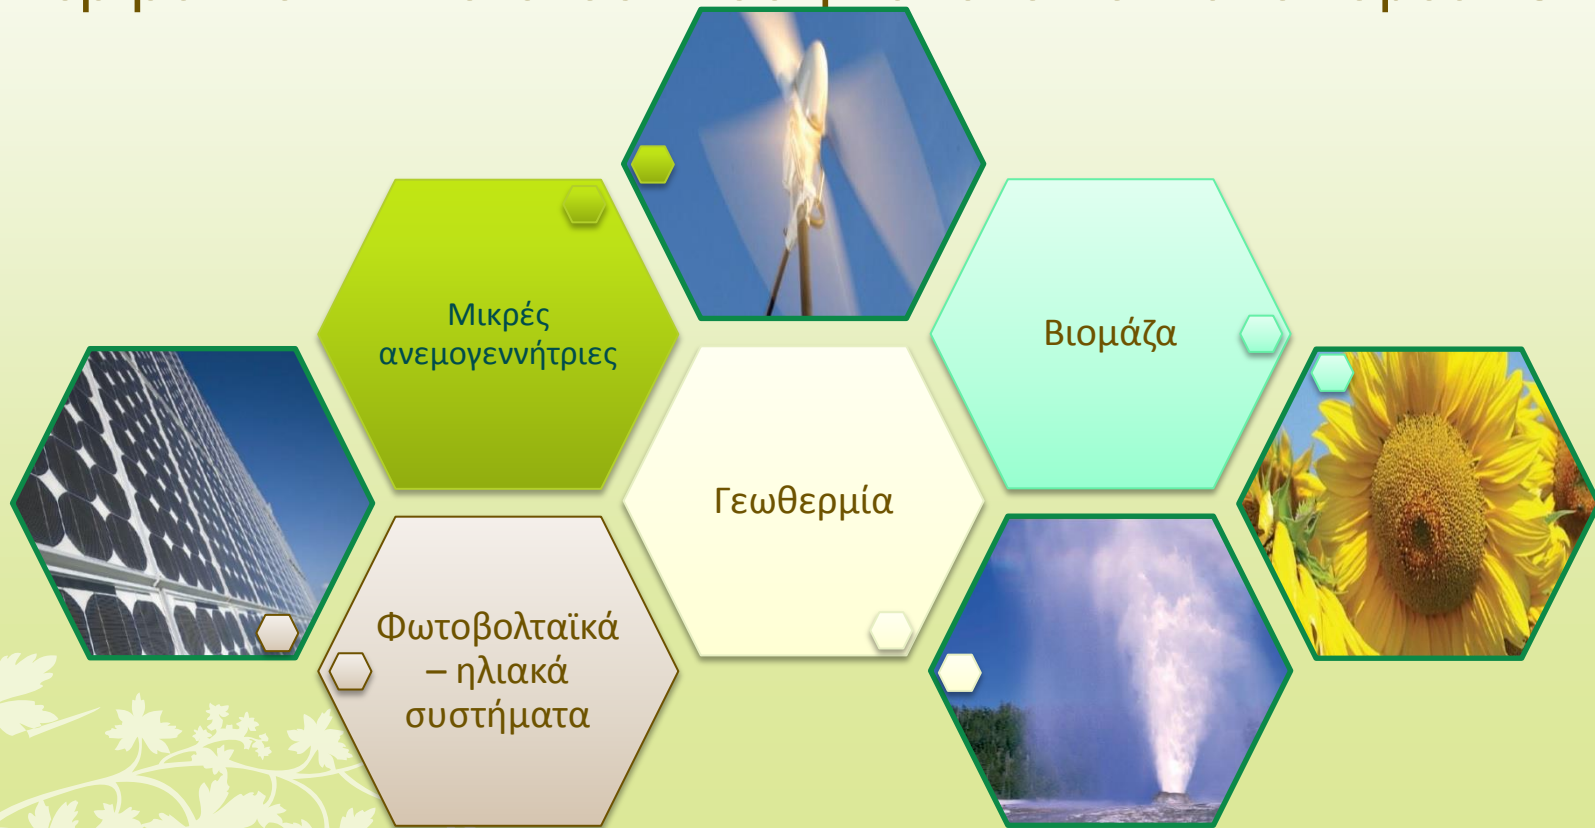 Μικρές
ανεμογεννήτριες
Βιομάζα
Γεωθερμία
Φωτοβολταϊκά
– ηλιακά
συστήματα